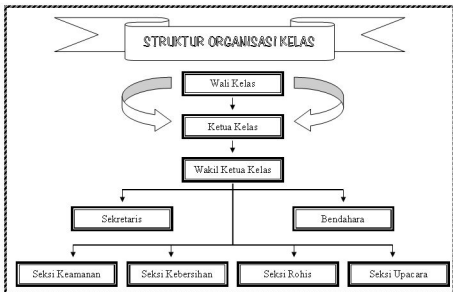 STRUKTUR ORGANISASI KELAS
Wali Kelas
Ketua Kelas
Wakil Ketua Kelas
Sekretaris
Bendahara
Seksi Keamanan
Seksi Kebersihan
Seksi Rohis
Seksi Upacara